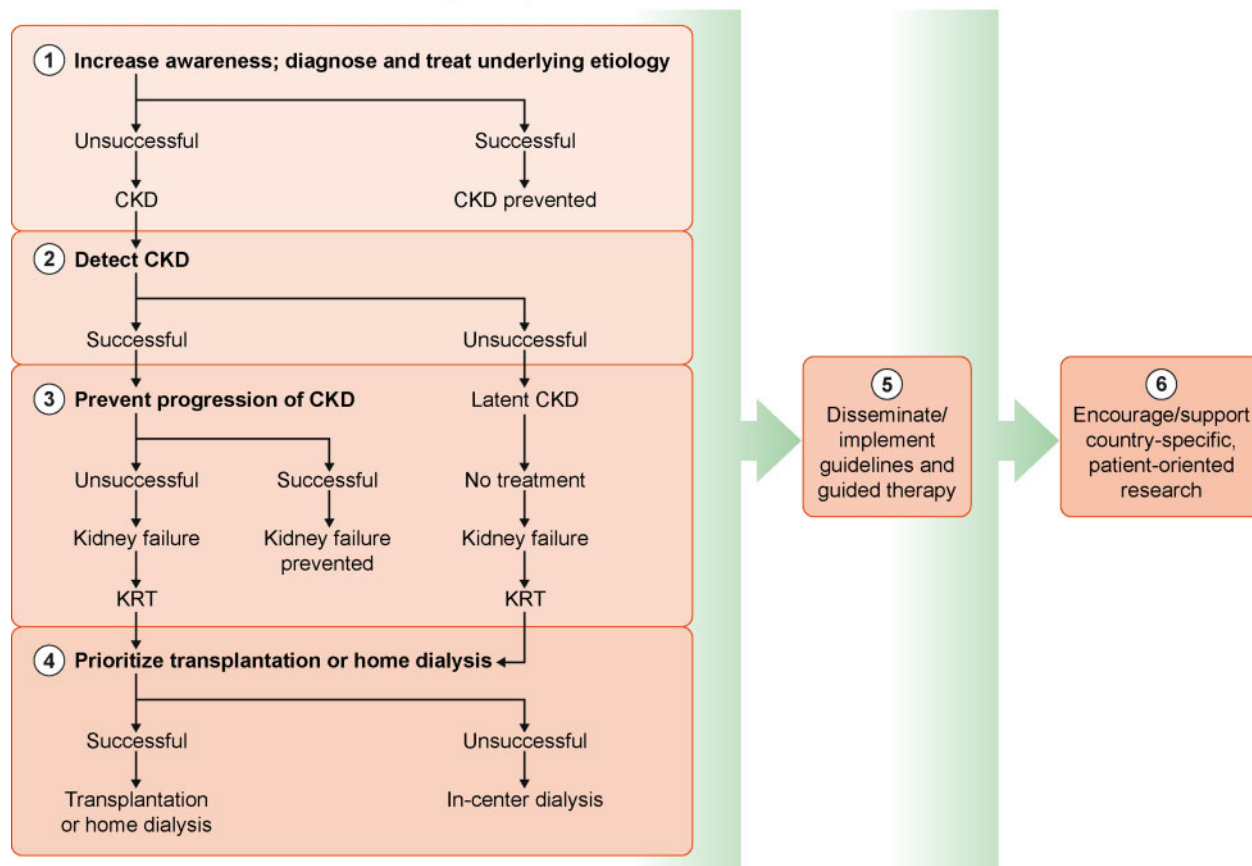 1 Increase awareness; diagnose and treat underlying etiology
Unsuccessful
Successful
CKD
CKD prevented
2 Detect CKD
Successful
Unsuccessful
3 Prevent progression of CKD
Latent CKD
Unsuccessful
Successful
No treatment
Kidney failure
Kidney failure
prevented
Kidney failure
KRT
KRT
4 Prioritize transplantation or home dialysis
Successful
Unsuccessful
Transplantation
or home dialysis
In-center dialysis
5
Disseminate/
implement
guidelines and
guided therapy
6
Encourage/support
country-specific,
patient-oriented
research